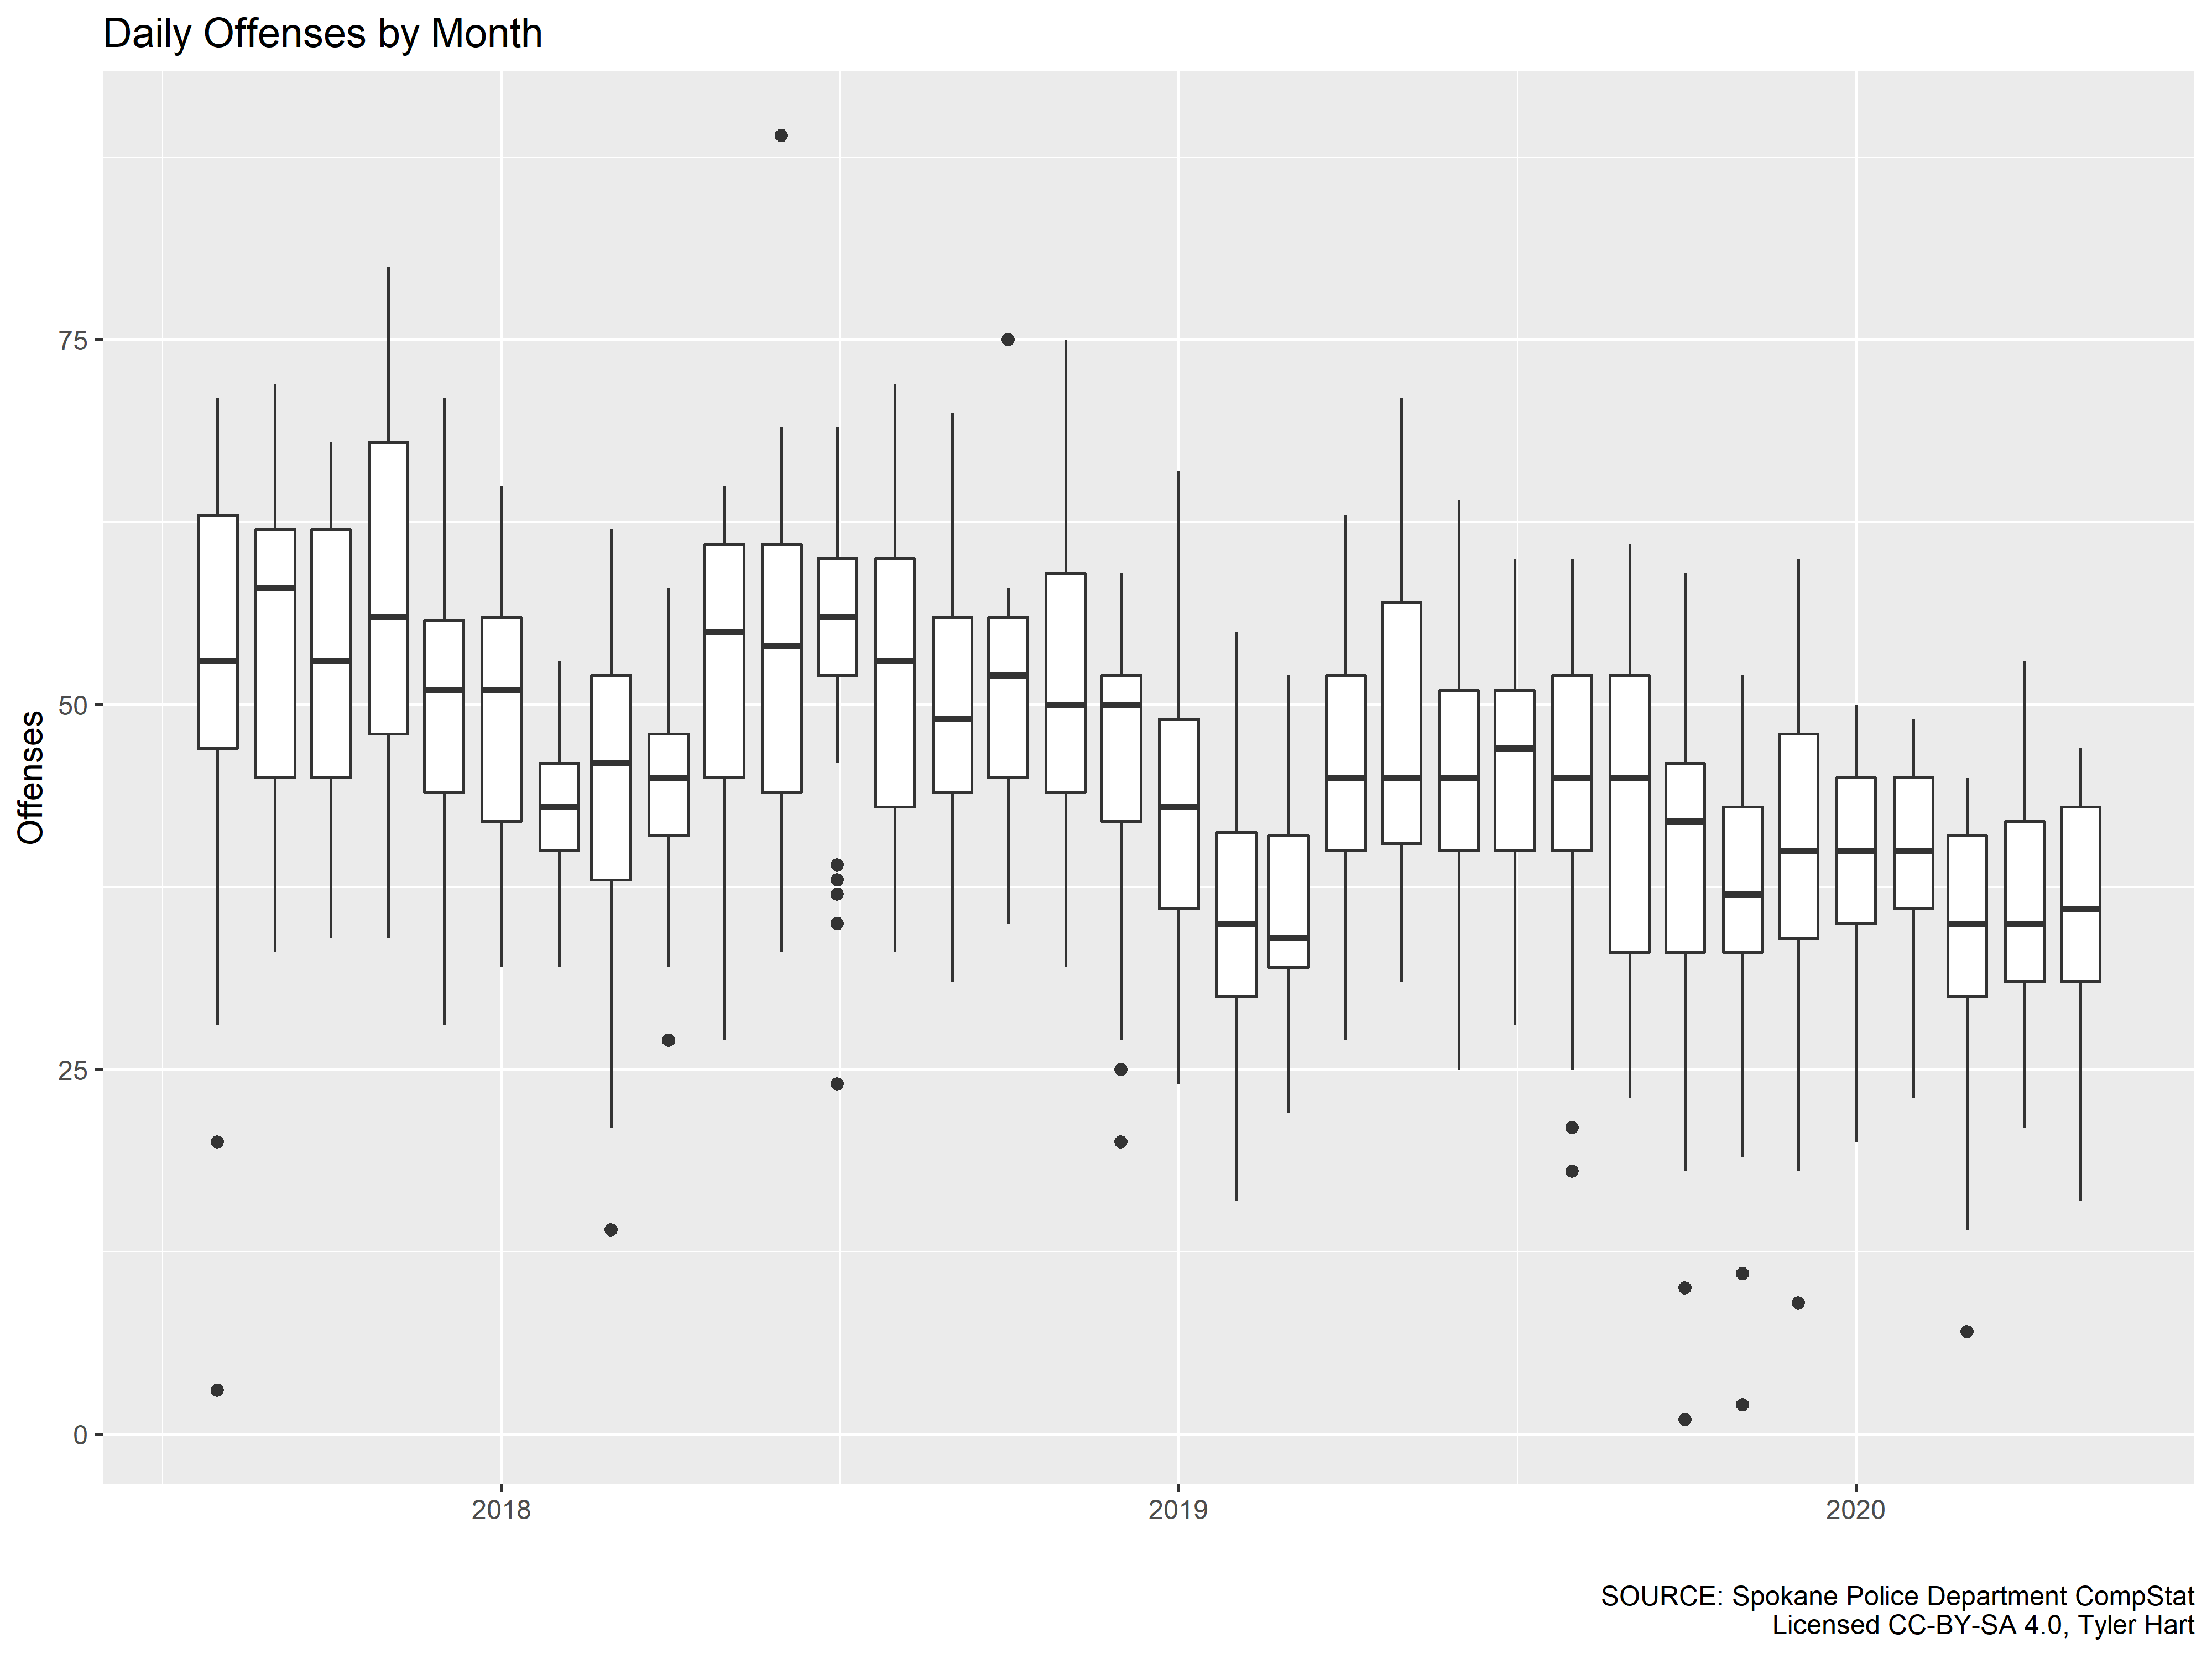 Daily Offenses by Month
Offenses
75
50
25
0
2018
2019
2020
SOURCE: Spokane Police Department CompStat
Licensed CC-BY-SA 4.0, Tyler Hart